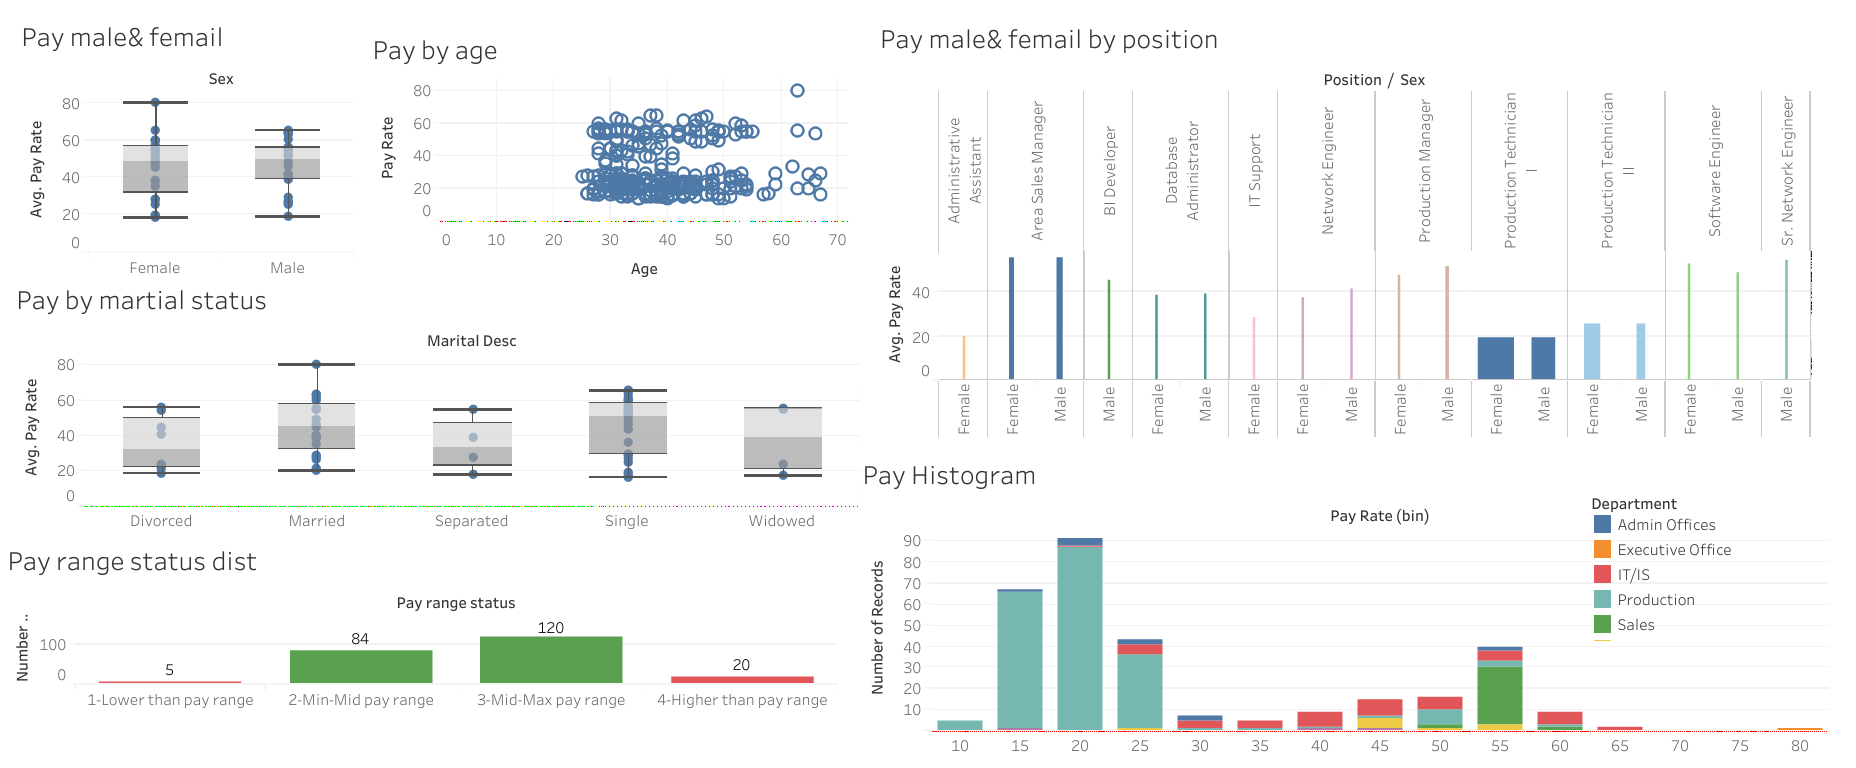 Pay male& femail
Sex
Avg. Pay Rate
80
60
40
20
0
Female
Male
Pay by age
Pay Rate
80
60
40
20
0
0
10
20
30
40
50
60
70
Age
Pay male& femail by position
Position / Sex
Administrative
Assistant
Area Sales Manager
BI Developer
Database
Administrator
IT Support
Network Engineer
Production Manager
Production Technician
I
Production Technician
II
Software Engineer
Sr. Network Engineer
Avg. Pay Rate
40
20
0
Female
Female
Male
Male
Female
Male
Female
Female
Male
Female
Male
Female
Male
Female
Male
Female
Male
Male
Pay by martial status
Marital Desc
Avg. Pay Rate
80
60
40
20
0
Divorced
Married
Separated
Single
Widowed
Pay range status dist
Pay range status
Number ..
100
0
5
84
120
20
1-Lower than pay range
2-Min-Mid pay range
3-Mid-Max pay range
4-Higher than pay range
Pay Histogram
Pay Rate (bin)
Department
Admin Offices
Executive Office
IT/IS
Production
Sales
Number of Records
90
80
70
60
50
40
30
20
10
10
15
20
25
30
35
40
45
50
55
60
65
70
75
80